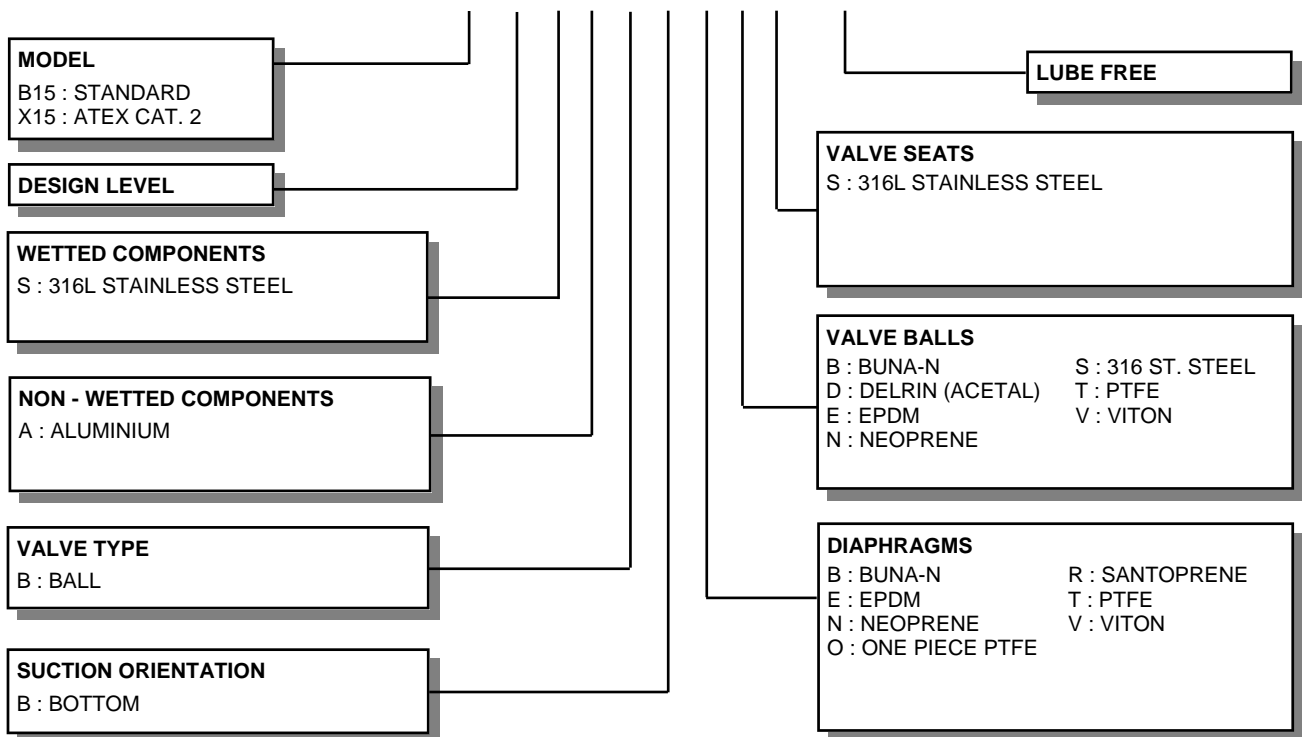 MODEL
B15 : STANDARD
X15 : ATEX CAT. 2
DESIGN LEVEL
WETTED COMPONENTS
S : 316L STAINLESS STEEL
NON - WETTED COMPONENTS
A : ALUMINIUM
VALVE TYPE
B : BALL
SUCTION ORIENTATION
B : BOTTOM
LUBE FREE
VALVE SEATS
S : 316L STAINLESS STEEL
VALVE BALLS
B : BUNA-N S : 316 ST. STEEL
D : DELRIN (ACETAL) T : PTFE
E : EPDM V : VITON
N : NEOPRENE
DIAPHRAGMS
B : BUNA-N R : SANTOPRENE
E : EPDM T : PTFE
N : NEOPRENE V : VITON
O : ONE PIECE PTFE